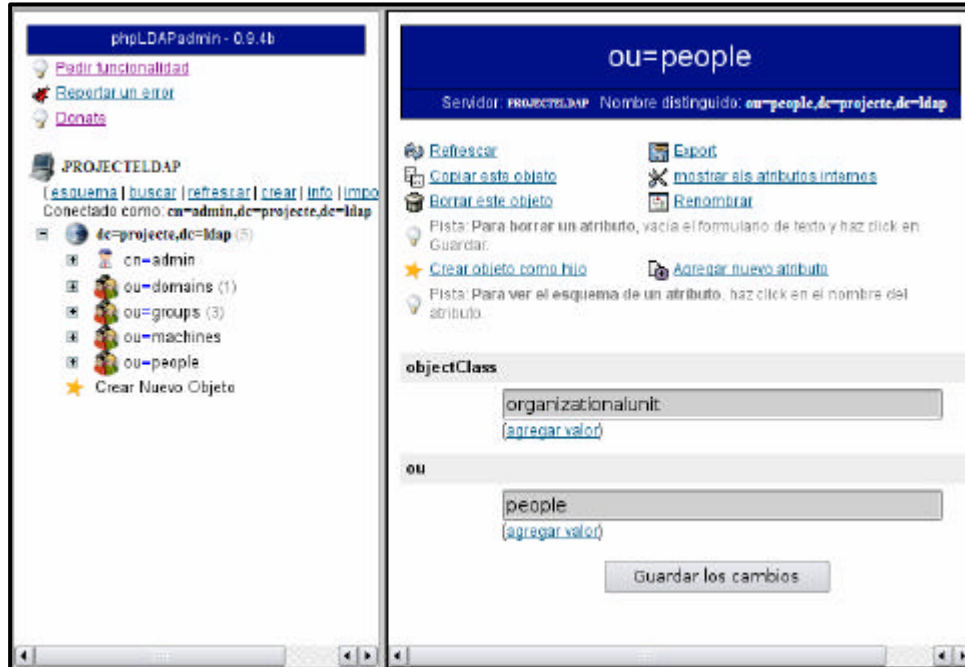 phpLDAPadmin - 0.9.4b
Pedir funcionalidad
Reportar un error
Donate
PROJECTELDAP
( esquema | buscar | refrescar | crear | info | impo
Conectado como: cn=admin,dc=projecte,dc=ldap
dc=projecte,dc=ldap (5)
cn=admin
ou=domains (1)
ou=groups (3)
ou=machines
ou=people
Crear Nuevo Objeto
ou=people
Servidor: PROJECTELDAP Nombre distinguido: ou=people,dc=projecte,dc=ldap
Refrescar Export
Copiar este objeto mostrar els atributos internos
Borrar este objeto Renombrar
Pista: Para borrar un atributo, vacía el formulario de texto y haz click en
Guardar.
Crear objeto como hijo Agregar nuevo atributo
Pista: Para ver el esquema de un atributo, haz click en el nombre del
atributo.
objectClass
organizationalunit
(agregar valor)
ou
people
(agregar valor)
Guardar los cambios